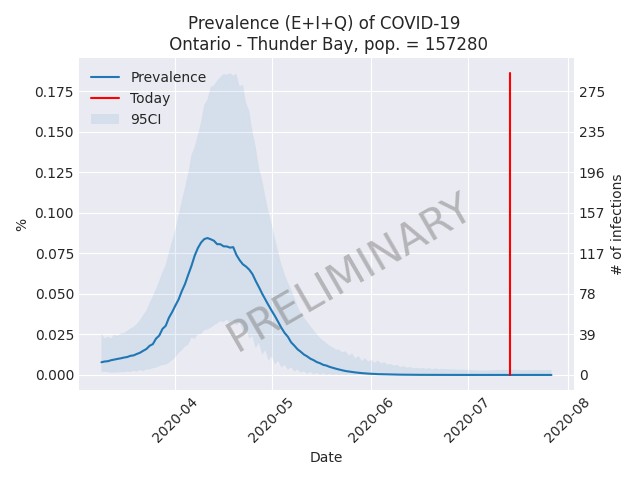 Prevalence (E+I+Q) of COVID-19
Ontario - Thunder Bay, pop. = 157280
Prevalence
Today
95CI
0.175
0.150
0.125
0.100
0.075
0.050
0.025
0.000
%
275
235
196
157
117
78
39
0
# of infections
PRELIMINARY
2020-04
2020-05
2020-06
2020-07
2020-08
Date